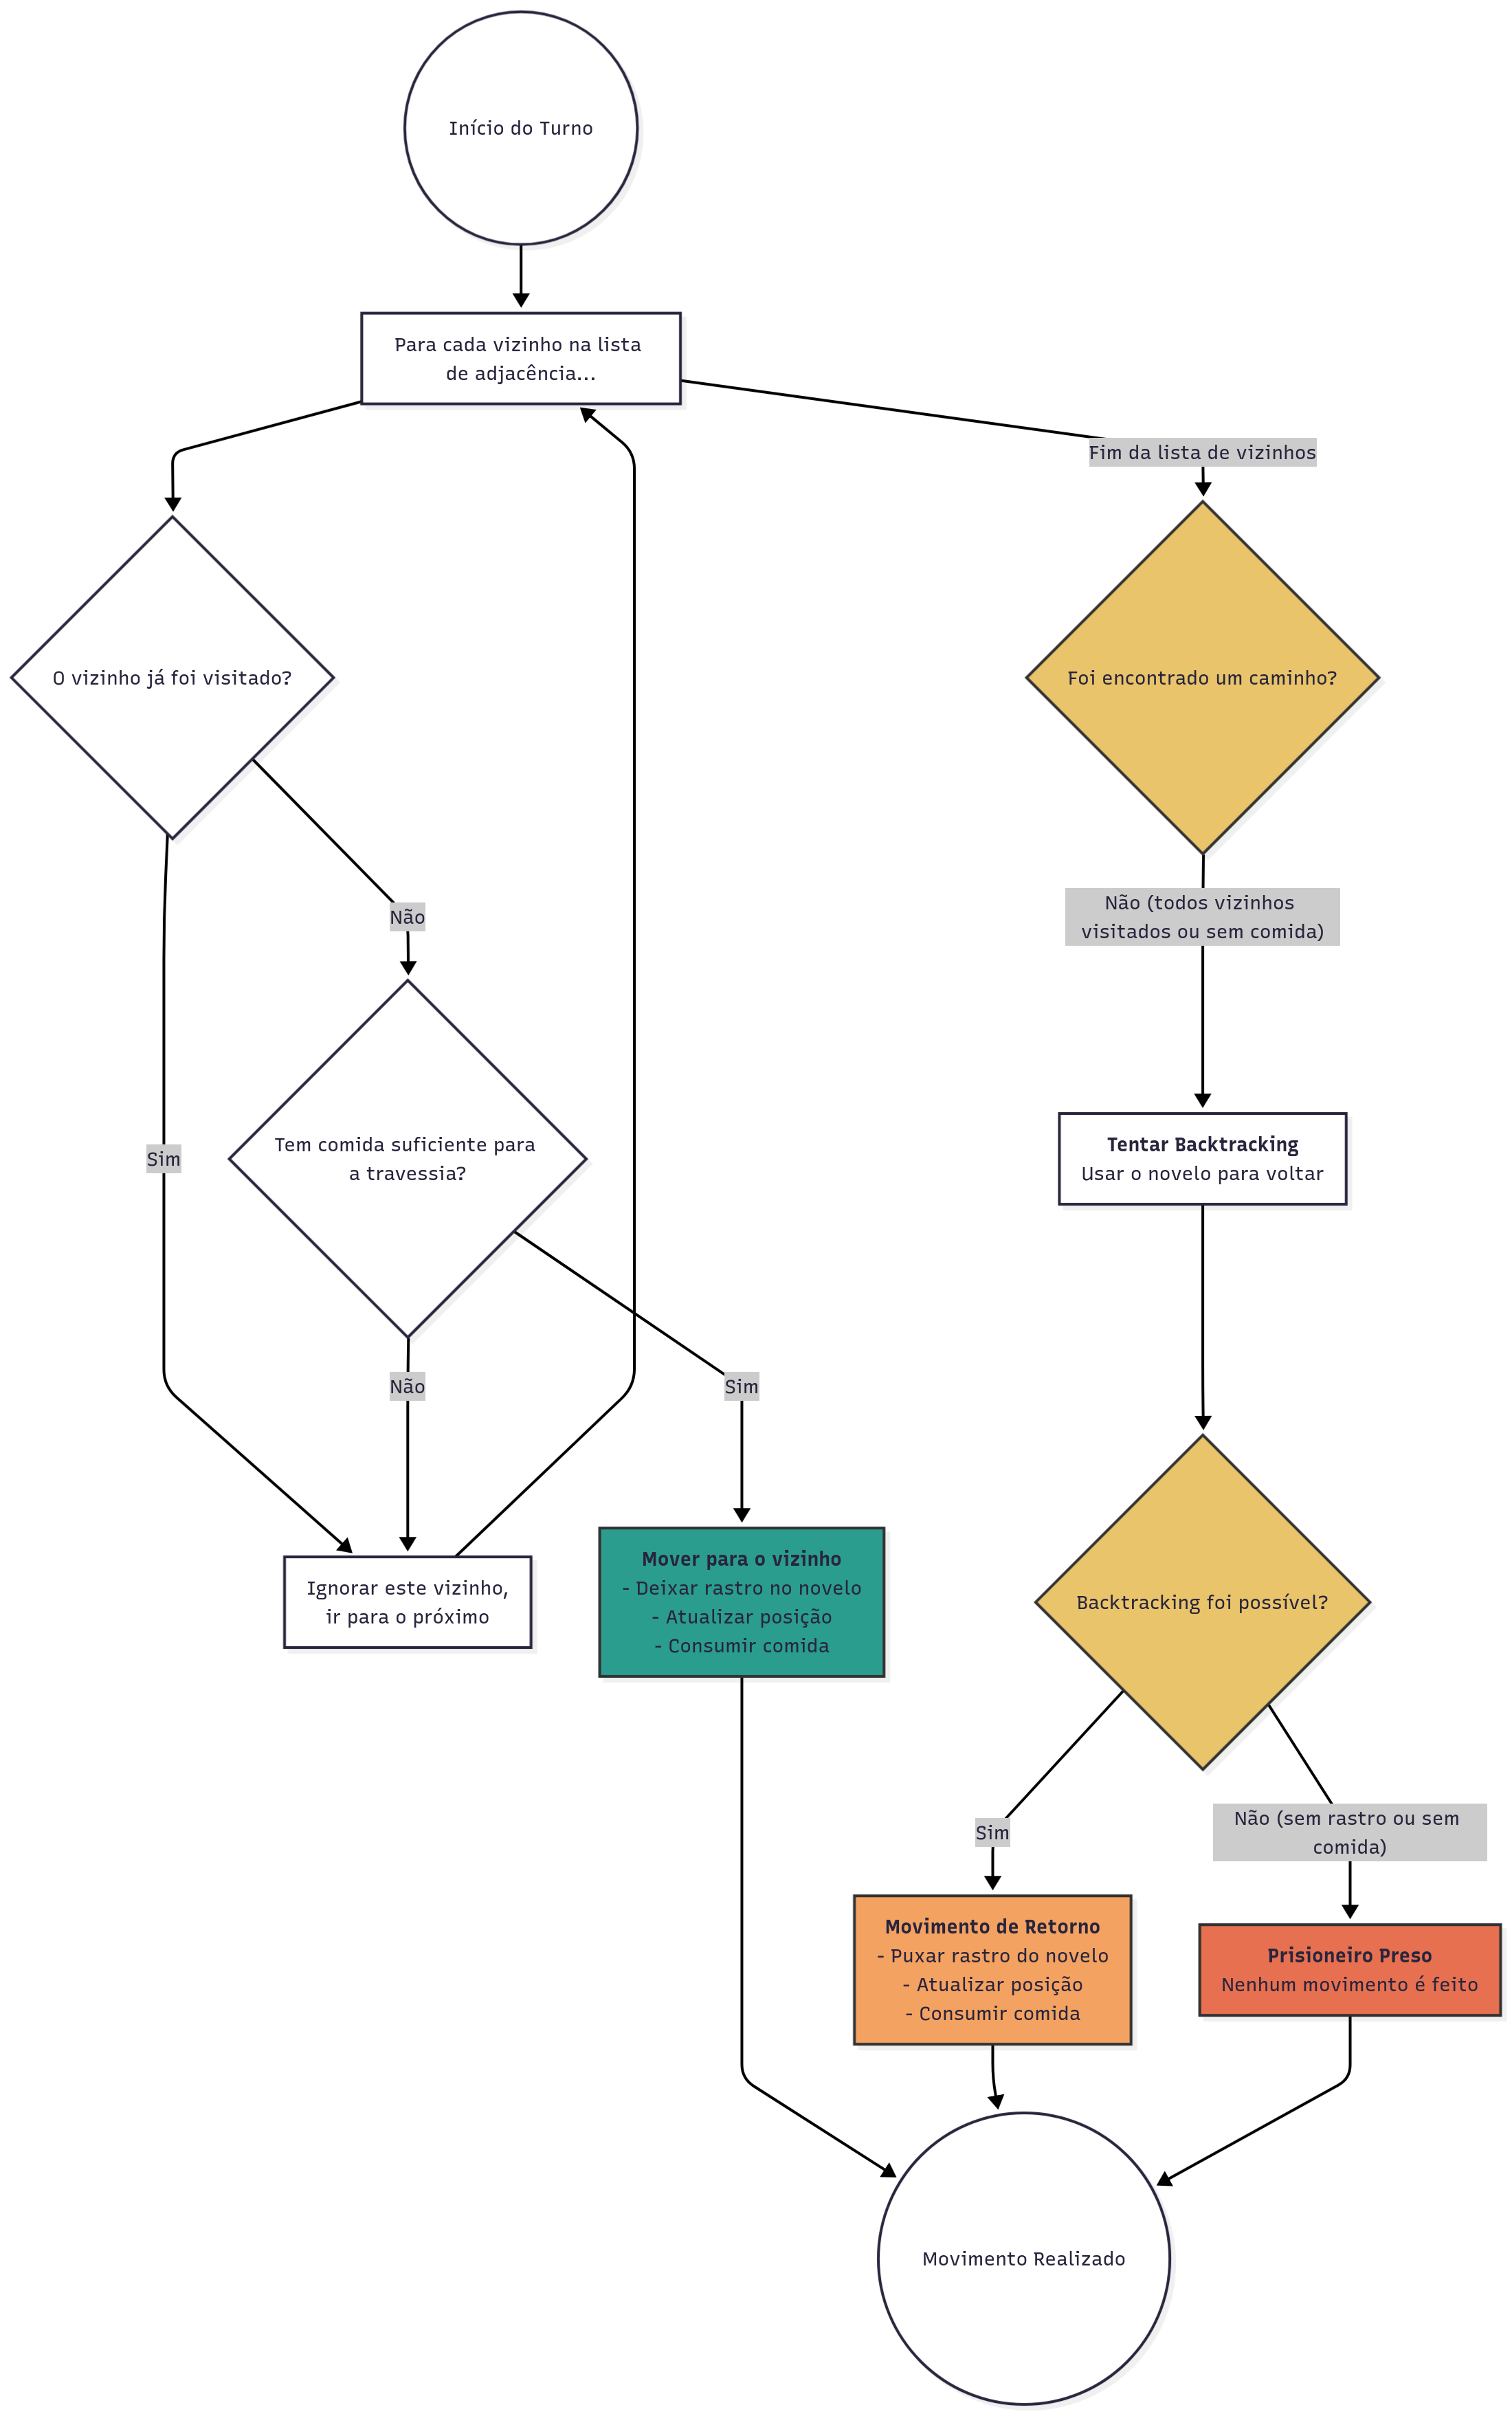 Início do Turno
Para cada vizinho na lista
de adjacência...
Fim da lista de vizinhos
O vizinho já foi visitado?
Foi encontrado um caminho?
Não
Não (todos vizinhos
visitados ou sem comida)
Sim
Tem comida suficiente para
a travessia?
Tentar Backtracking
Usar o novelo para voltar
Não
Sim
Ignorar este vizinho,
ir para o próximo
Mover para o vizinho
- Deixar rastro no novelo
- Atualizar posição
- Consumir comida
Backtracking foi possível?
Sim
Não (sem rastro ou sem
comida)
Movimento de Retorno
- Puxar rastro do novelo
- Atualizar posição
- Consumir comida
Prisioneiro Preso
Nenhum movimento é feito
Movimento Realizado